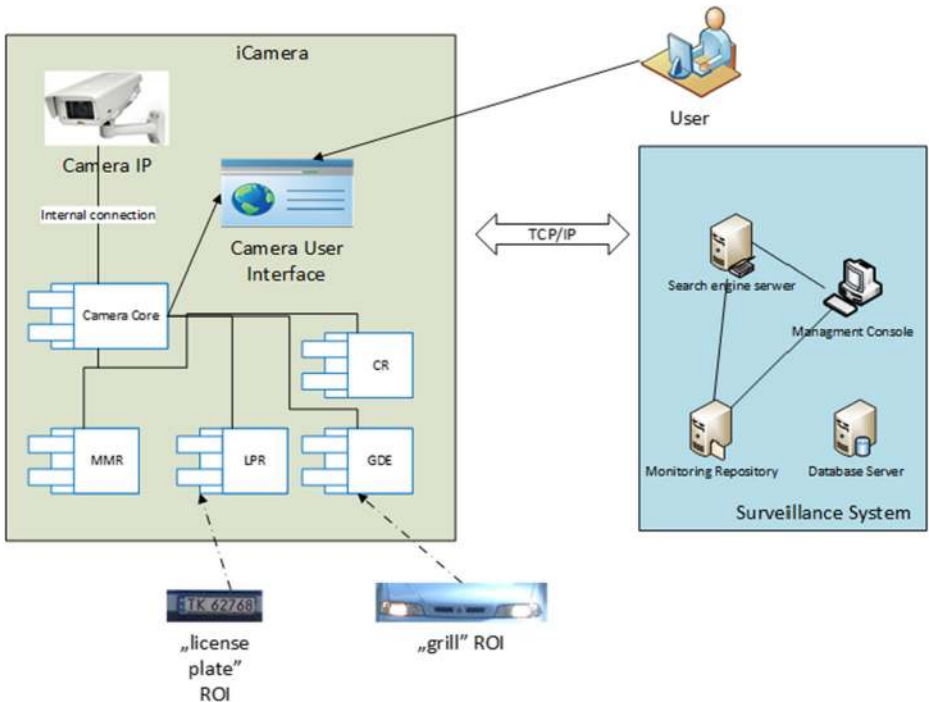 iCamera
User
Camera IP
Internal connection
Camera User
Interface
TCP/IP
Search engine serwer
Managment Console
Camera Core
CR
MMR
LPR
GDE
Monitoring Repository
Database Server
Surveillance System
TK 62768
„license
plate”
ROI
„grill” ROI